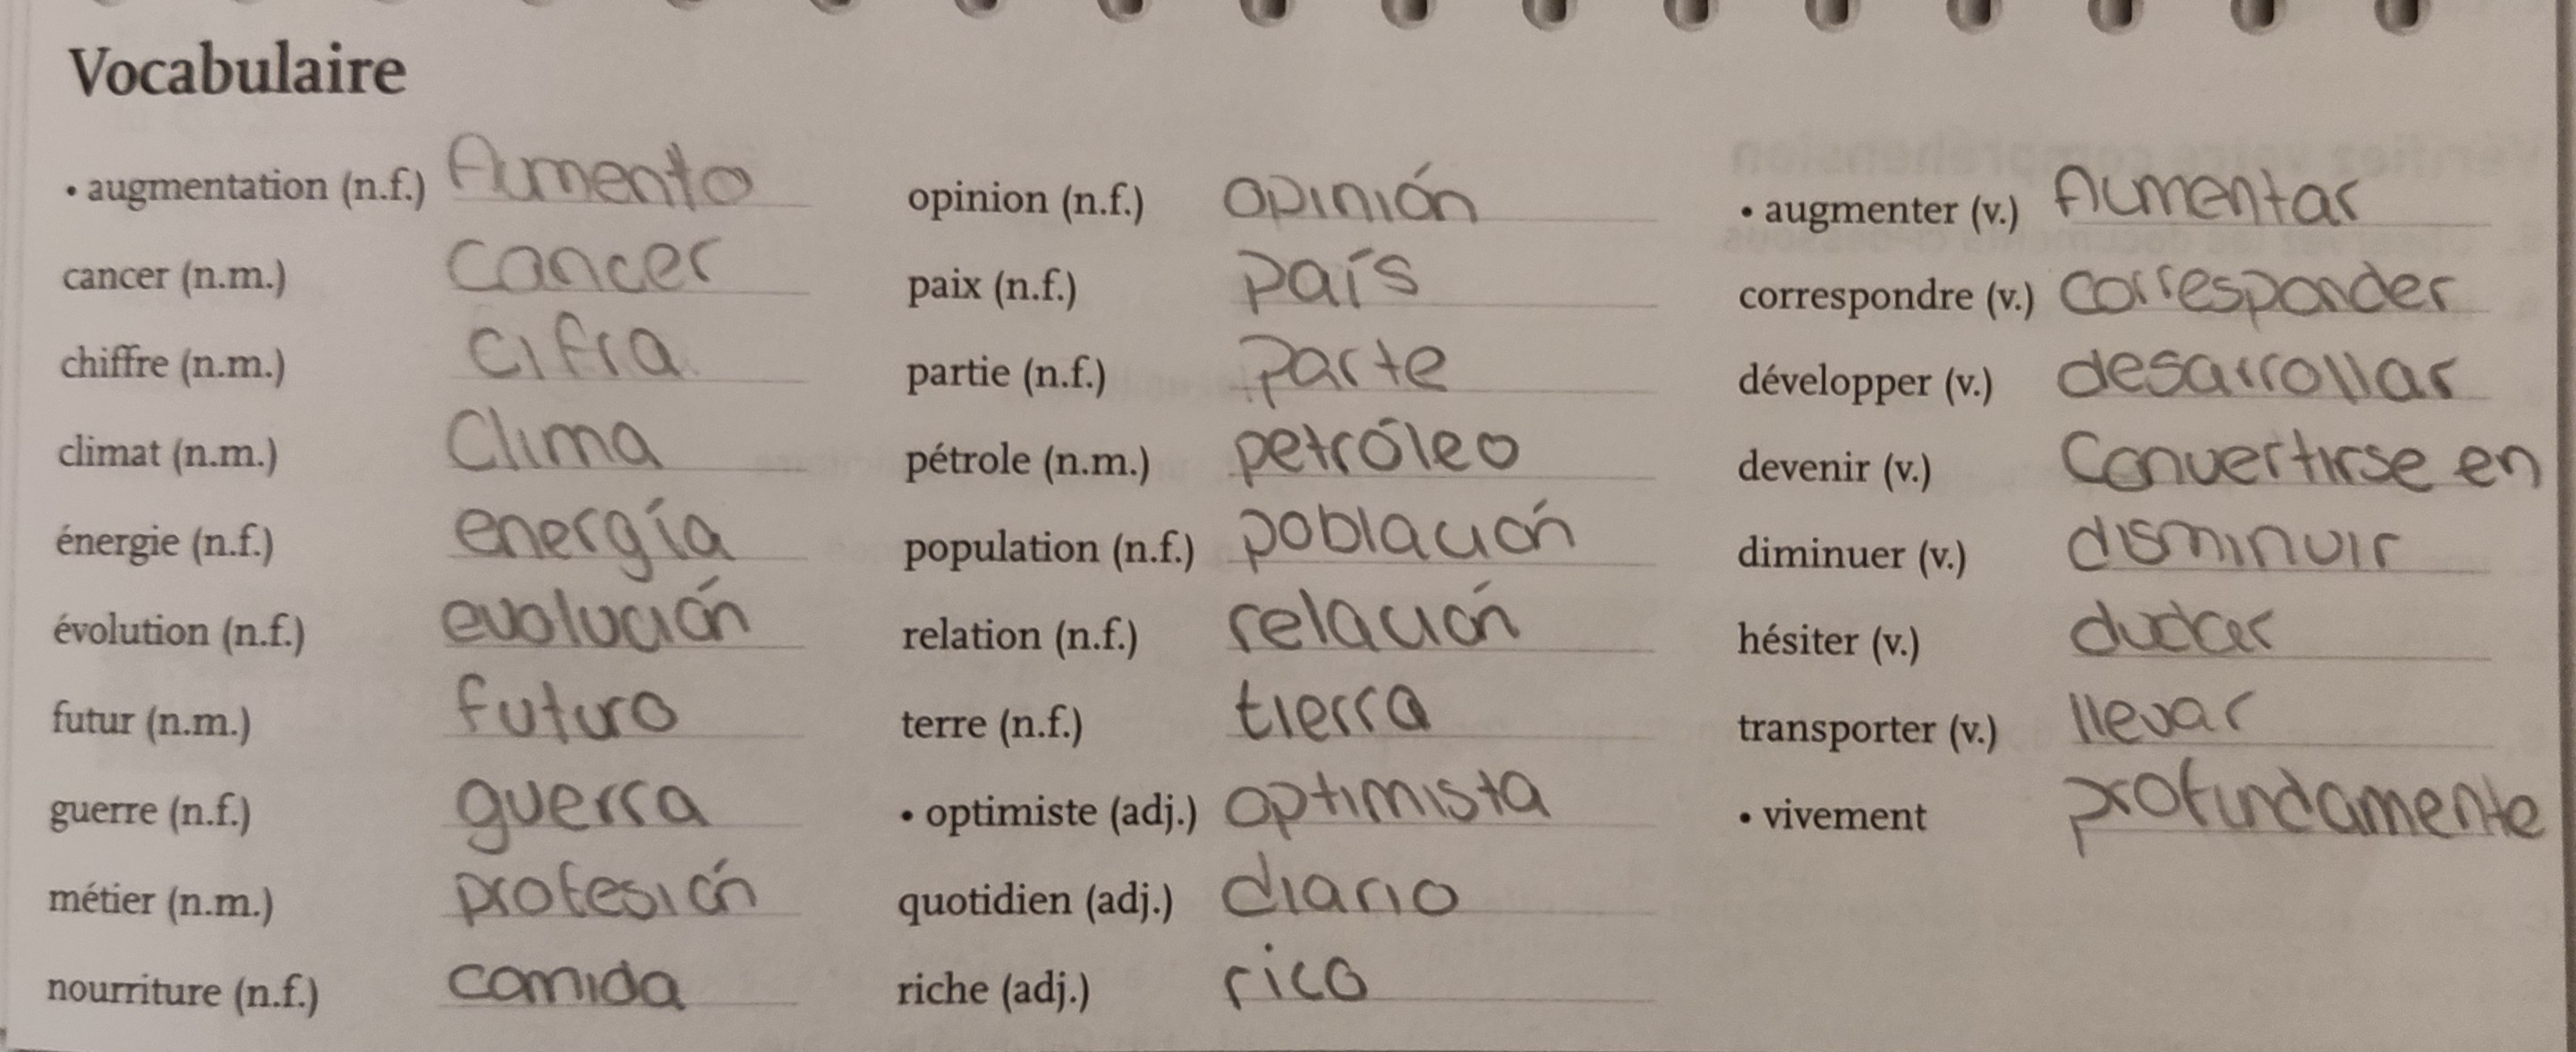 Vocabulaire
• augmentation (n.f.) Aumento
cancer (n.m.) cancer
chiffre (n.m.) cifra
climat (n.m.) Clima
énergie (n.f.) energía
évolution (n.f.) evolución
futur (n.m.) futuro
guerre (n.f.) guerra
métier (n.m.) profesión
nourriture (n.f.) comida
opinion (n.f.) opinión
paix (n.f.) país
partie (n.f.) parte
pétrole (n.m.) petróleo
population (n.f.) población
relation (n.f.) relación
terre (n.f.) tierra
• optimiste (adj.) optimista
quotidien (adj.) diario
riche (adj.) rico
• augmenter (v.) Aumentar
correspondre (v.) corresponder
développer (v.) desarrollar
devenir (v.) Convertirse en
diminuer (v.) disminuir
hésiter (v.) dudar
transporter (v.) llevar
• vivement profundamente